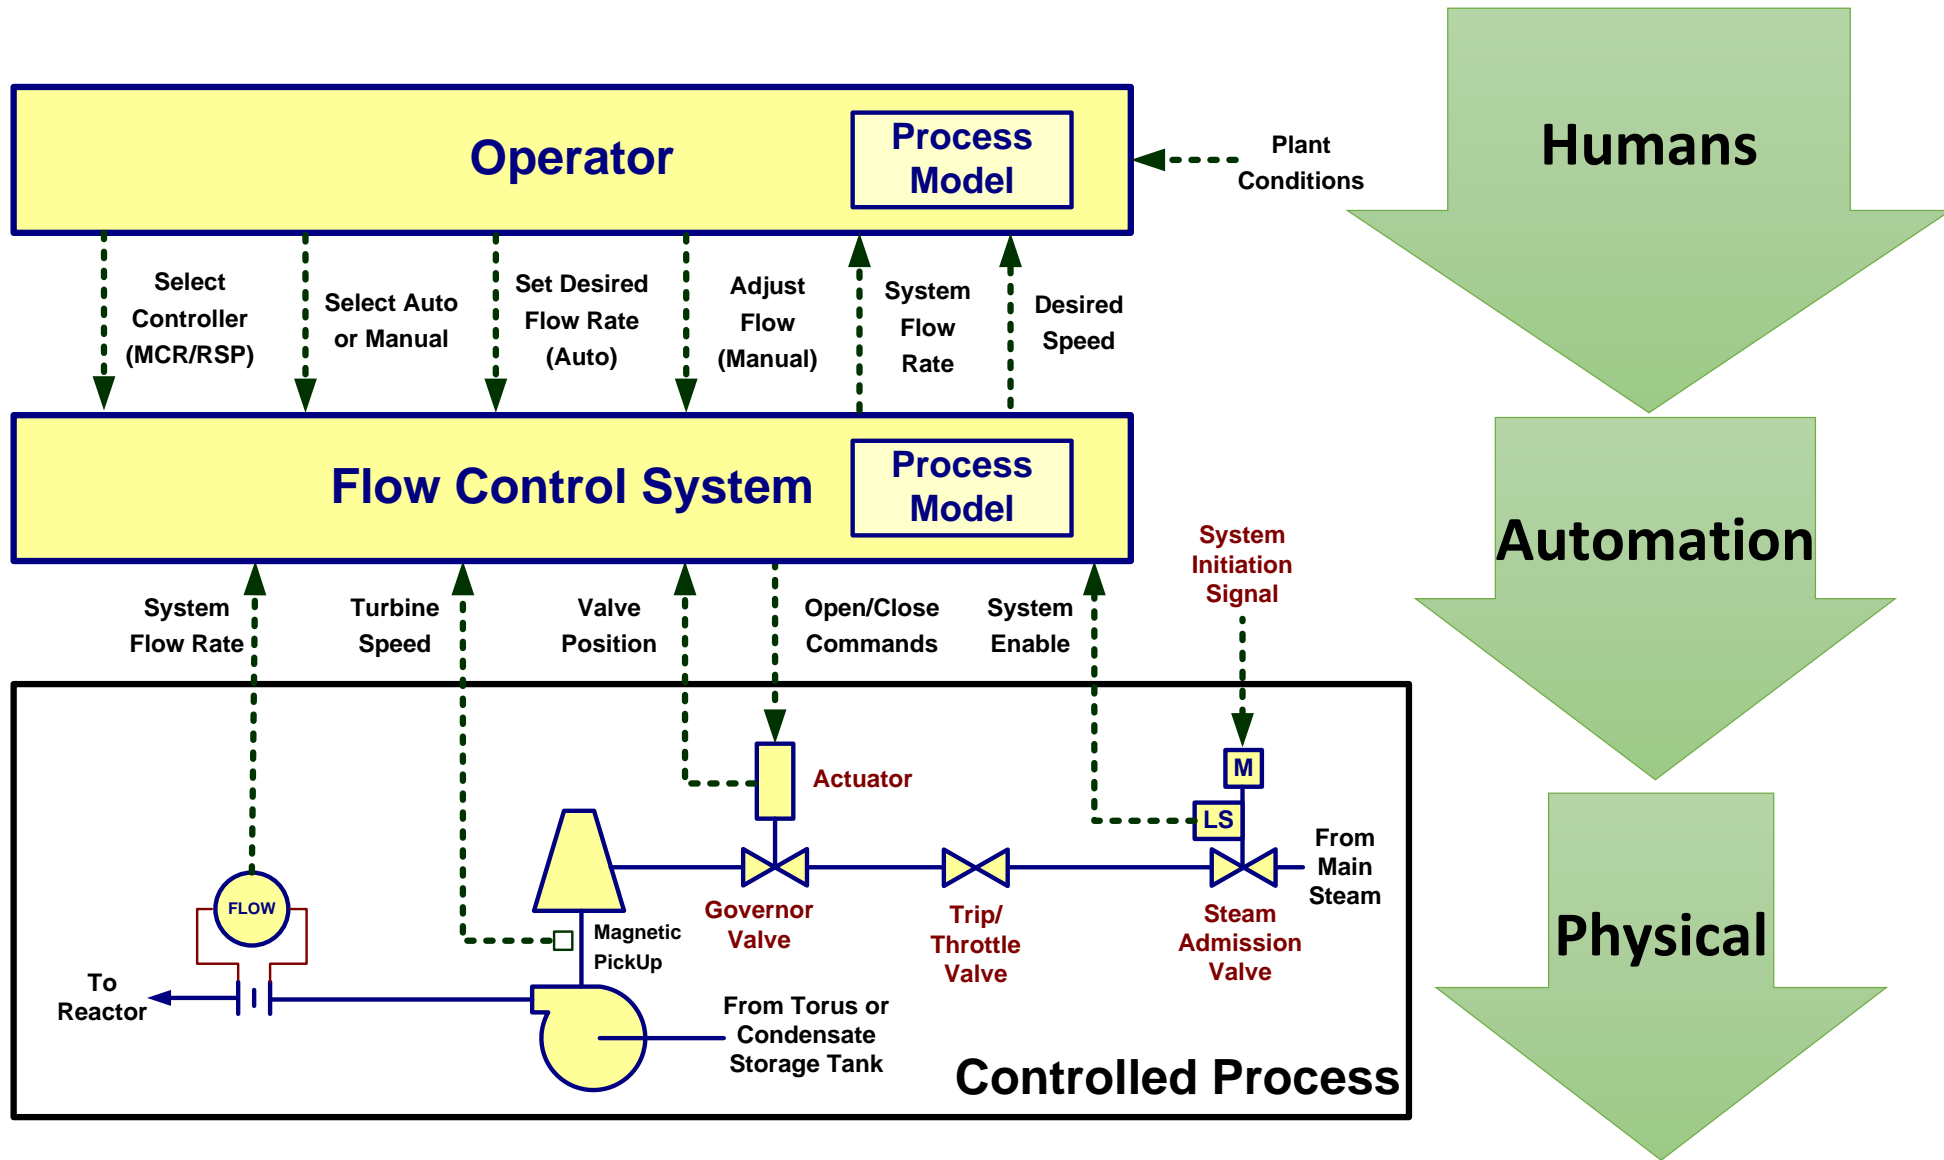 Operator
Process
Model
Plant
Conditions
Humans
Select
Controller
(MCR/RSP)
Select Auto
or Manual
Set Desired
Flow Rate
(Auto)
Adjust
Flow
(Manual)
System
Flow
Rate
Desired
Speed
Flow Control System
Process
Model
Automation
System
Initiation
Signal
System
Flow Rate
Turbine
Speed
Valve
Position
Open/Close
Commands
System
Enable
M
Actuator
LS
From
Main
Steam
FLOW
Magnetic
PickUp
Governor
Valve
Trip/
Throttle
Valve
Steam
Admission
Valve
Physical
To
Reactor
From Torus or
Condensate
Storage Tank
Controlled Process